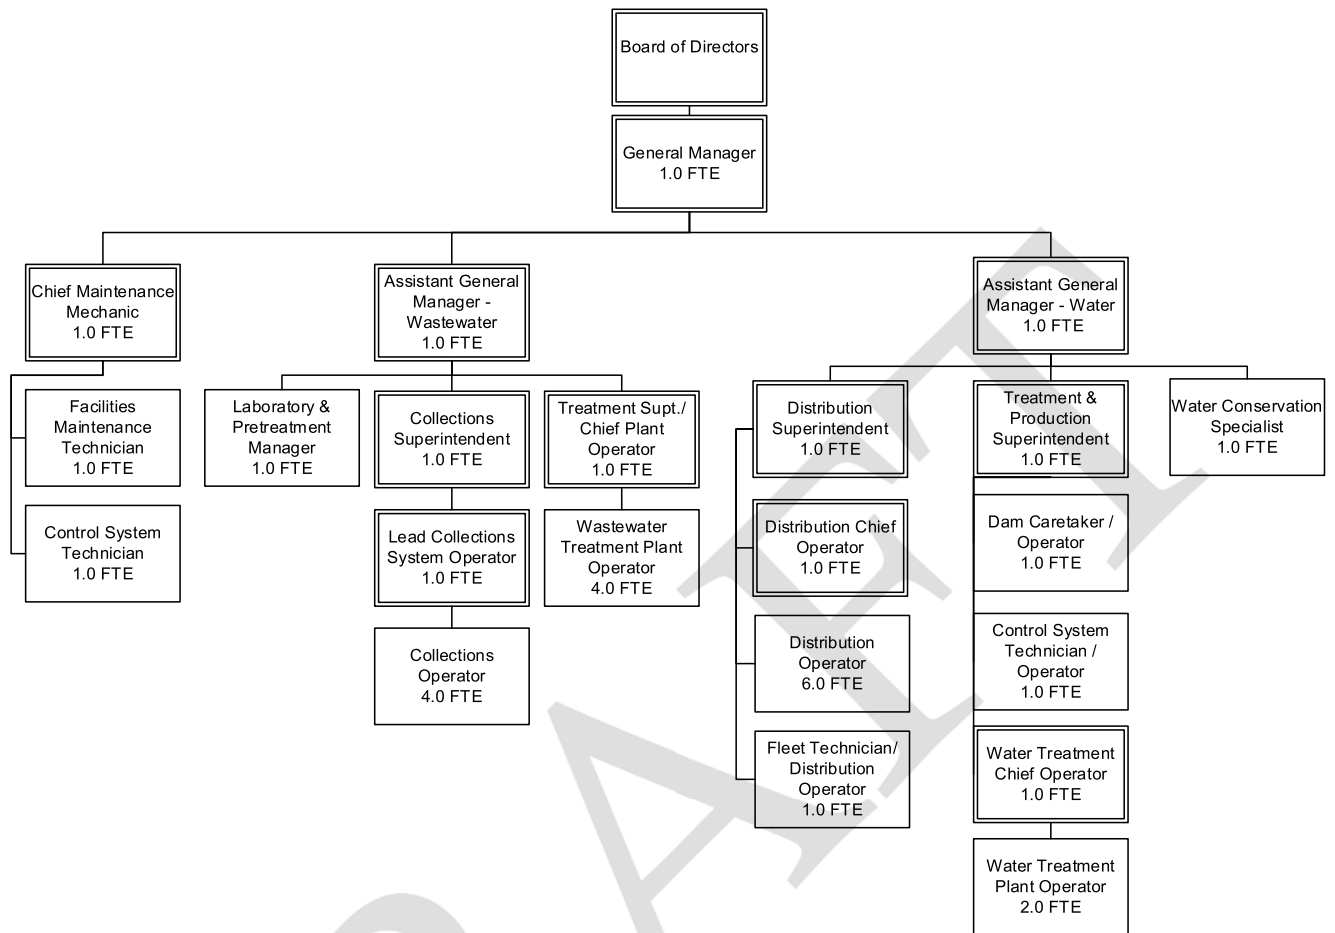 Board of Directors
General Manager
1.0 FTE
Chief Maintenance
Mechanic
1.0 FTE
Assistant General
Manager -
Wastewater
1.0 FTE
Assistant General
Manager - Water
1.0 FTE
Facilities
Maintenance
Technician
1.0 FTE
Control System
Technician
1.0 FTE
Laboratory &
Pretreatment
Manager
1.0 FTE
Collections
Superintendent
1.0 FTE
Lead Collections
System Operator
1.0 FTE
Collections
Operator
4.0 FTE
Treatment Supt./
Chief Plant
Operator
1.0 FTE
Wastewater
Treatment Plant
Operator
4.0 FTE
Distribution
Superintendent
1.0 FTE
Distribution Chief
Operator
1.0 FTE
Distribution
Operator
6.0 FTE
Fleet Technician/
Distribution
Operator
1.0 FTE
Treatment &
Production
Superintendent
1.0 FTE
Dam Caretaker /
Operator
1.0 FTE
Control System
Technician /
Operator
1.0 FTE
Water Treatment
Chief Operator
1.0 FTE
Water Treatment
Plant Operator
2.0 FTE
Water Conservation
Specialist
1.0 FTE
RAFT